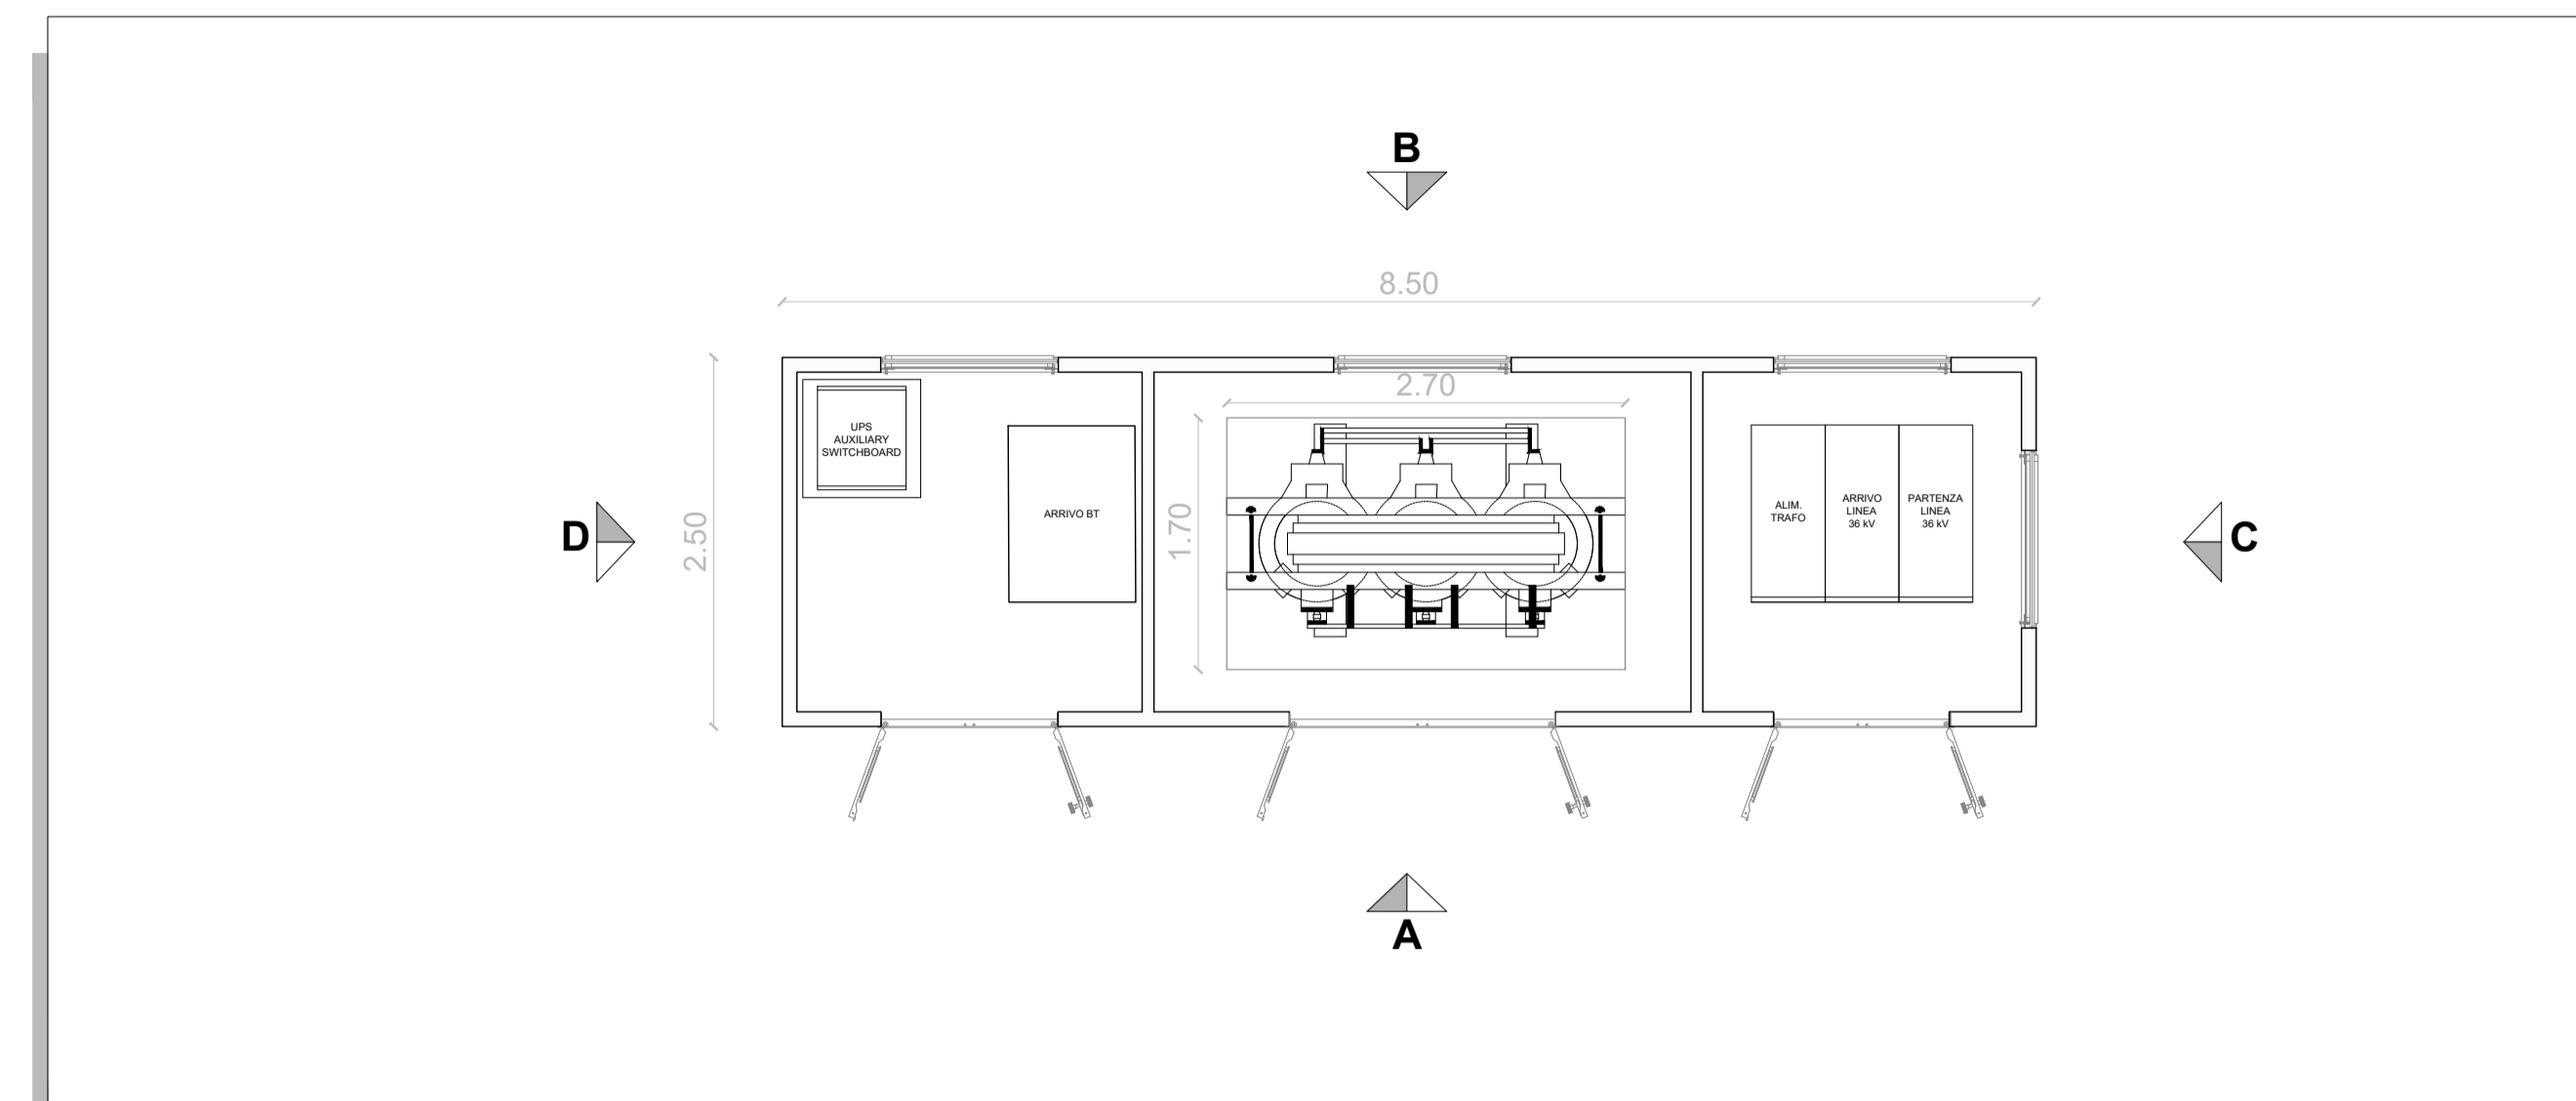 B
8.50
2.70
UPS
AUXILIARY
SWITCHBOARD
ARRIVO BT
ALIM.
TRAFO
ARRIVO
LINEA
36 kV
PARTENZA
LINEA
36 kV
D
2.50
1.70
C
A